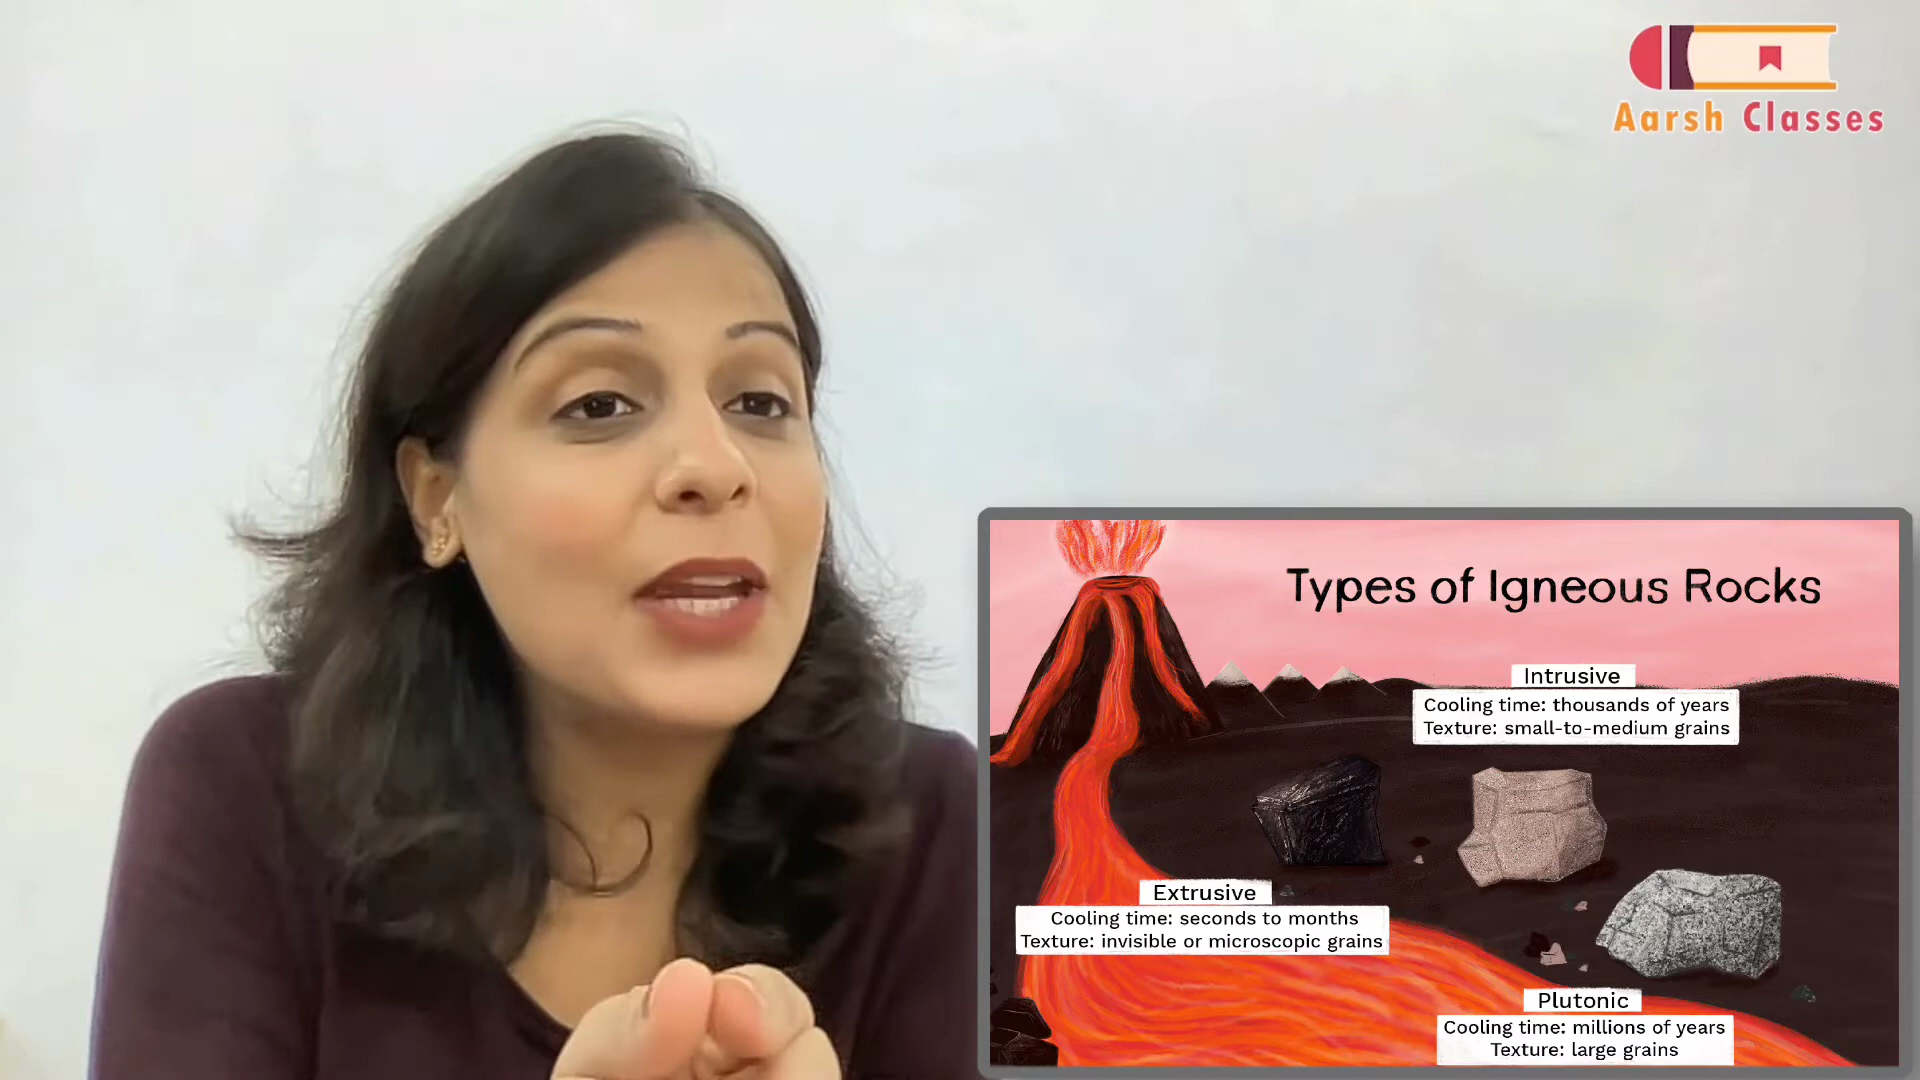 Aarsh Classes
Types of Igneous Rocks
Intrusive
Cooling time: thousands of years
Texture: small-to-medium grains
Extrusive
Cooling time: seconds to months
Texture: invisible or microscopic grains
Plutonic
Cooling time: millions of years
Texture: large grains